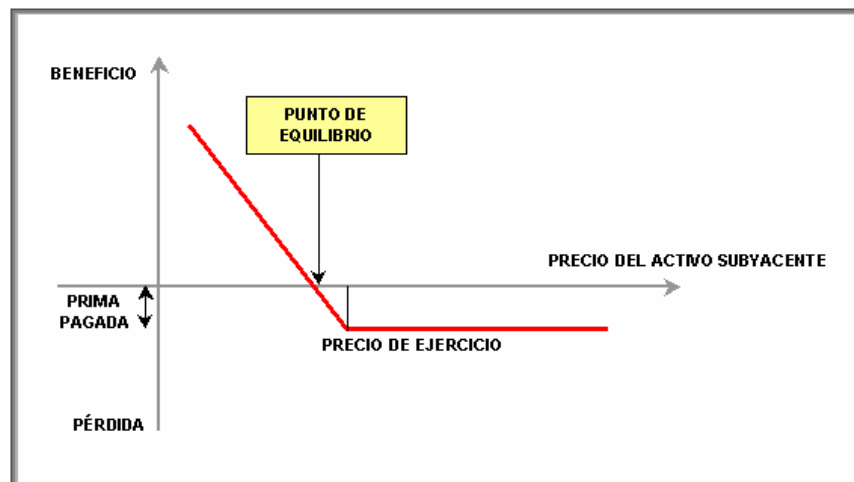 BENEFICIO
PUNTO DE
EQUILIBRIO
PRECIO DEL ACTIVO SUBYACENTE
PRIMA
PAGADA
PRECIO DE EJERCICIO
PÉRDIDA